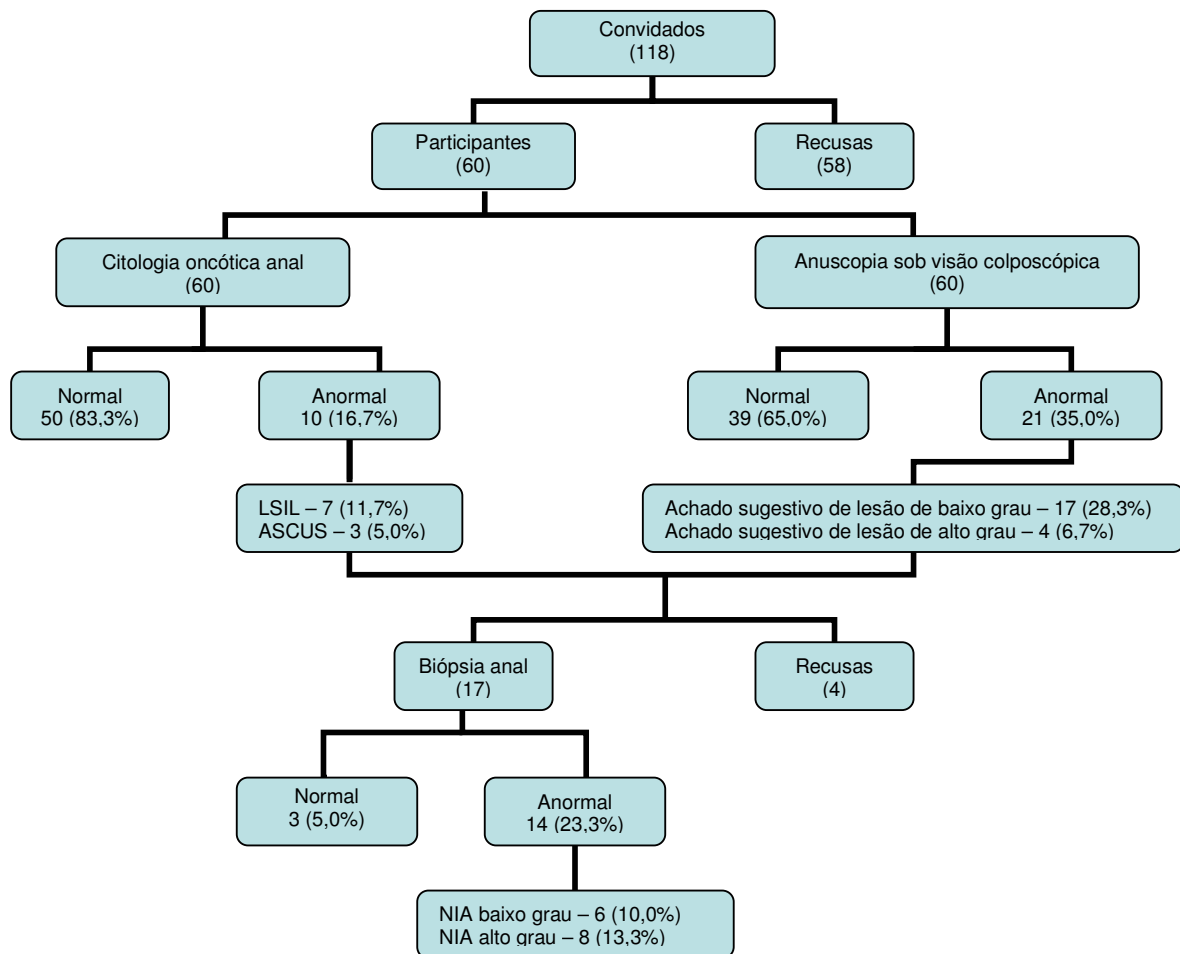 Convidados
(118)
Participantes
(60)
Recusas
(58)
Citologia oncótica anal
(60)
Anuscopia sob visão colposcópica
(60)
Normal
50 (83,3%)
Anormal
10 (16,7%)
Normal
39 (65,0%)
Anormal
21 (35,0%)
LSIL – 7 (11,7%)
ASCUS – 3 (5,0%)
Achado sugestivo de lesão de baixo grau – 17 (28,3%)
Achado sugestivo de lesão de alto grau – 4 (6,7%)
Biópsia anal
(17)
Recusas
(4)
Normal
3 (5,0%)
Anormal
14 (23,3%)
NIA baixo grau – 6 (10,0%)
NIA alto grau – 8 (13,3%)